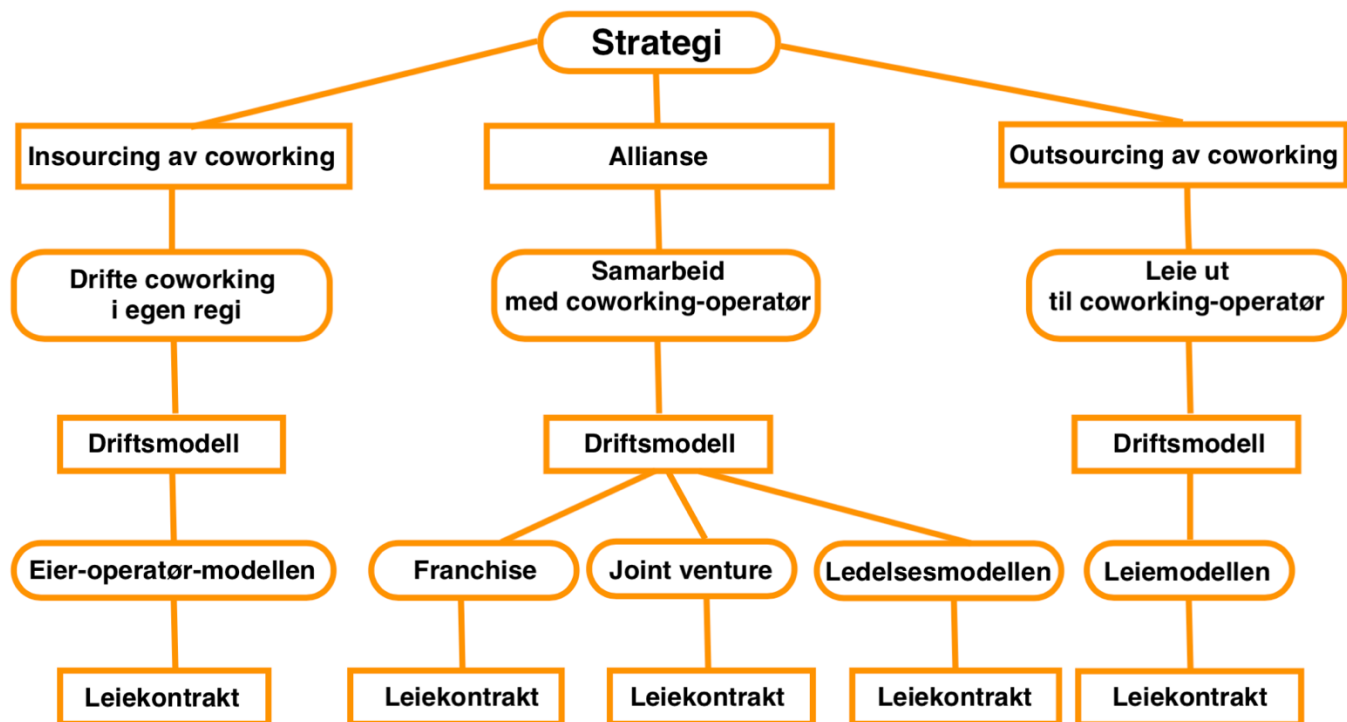 Strategi
Insourcing av coworking
Allianse
Outsourcing av coworking
Drifte coworking
i egen regi
Samarbeid
med coworking-operatør
Leie ut
til coworking-operatør
Driftsmodell
Driftsmodell
Driftsmodell
Eier-operatør-modellen
Franchise
Joint venture
Ledelsesmodellen
Leiemodellen
Leiekontrakt
Leiekontrakt
Leiekontrakt
Leiekontrakt
Leiekontrakt